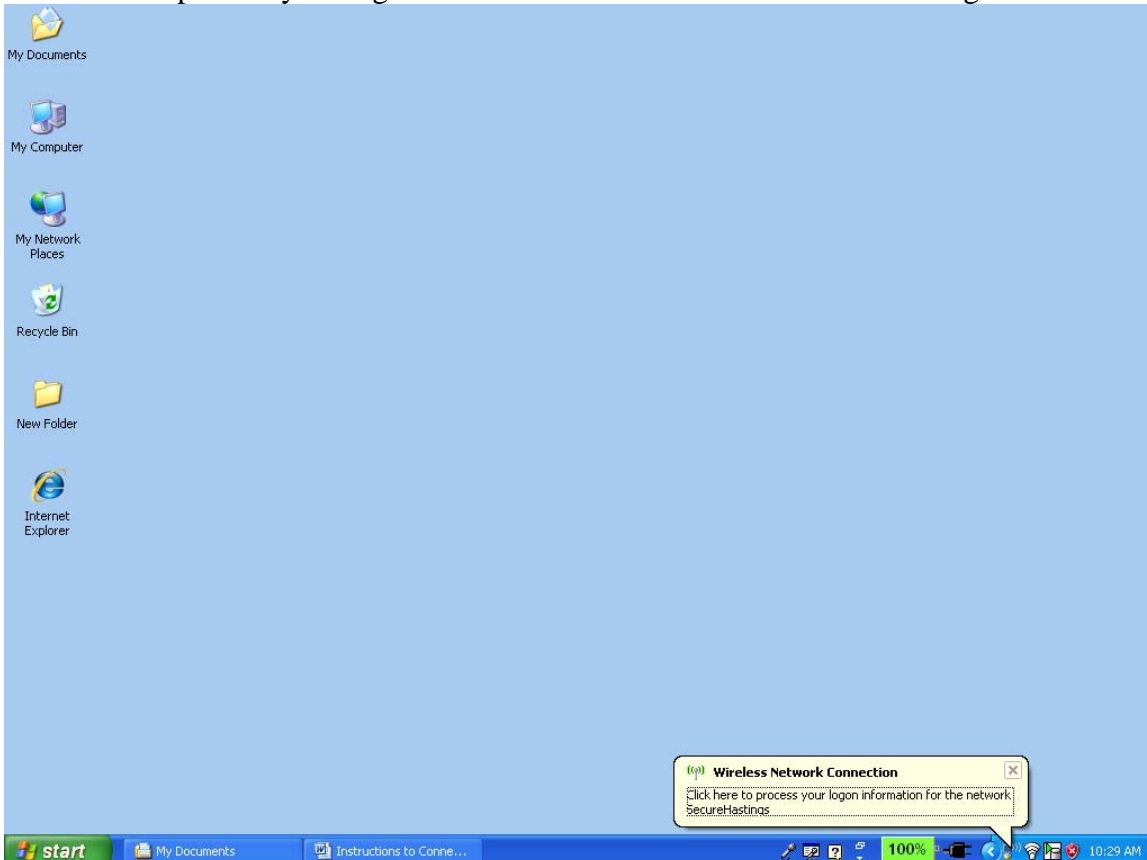 My Documents
My Computer
My Network
Places
Recycle Bin
New Folder
Internet
Explorer
Wireless Network Connection
Click here to process your logon information for the network
SecureHastings
start
My Documents
Instructions to Conne...
100%
10:29 AM